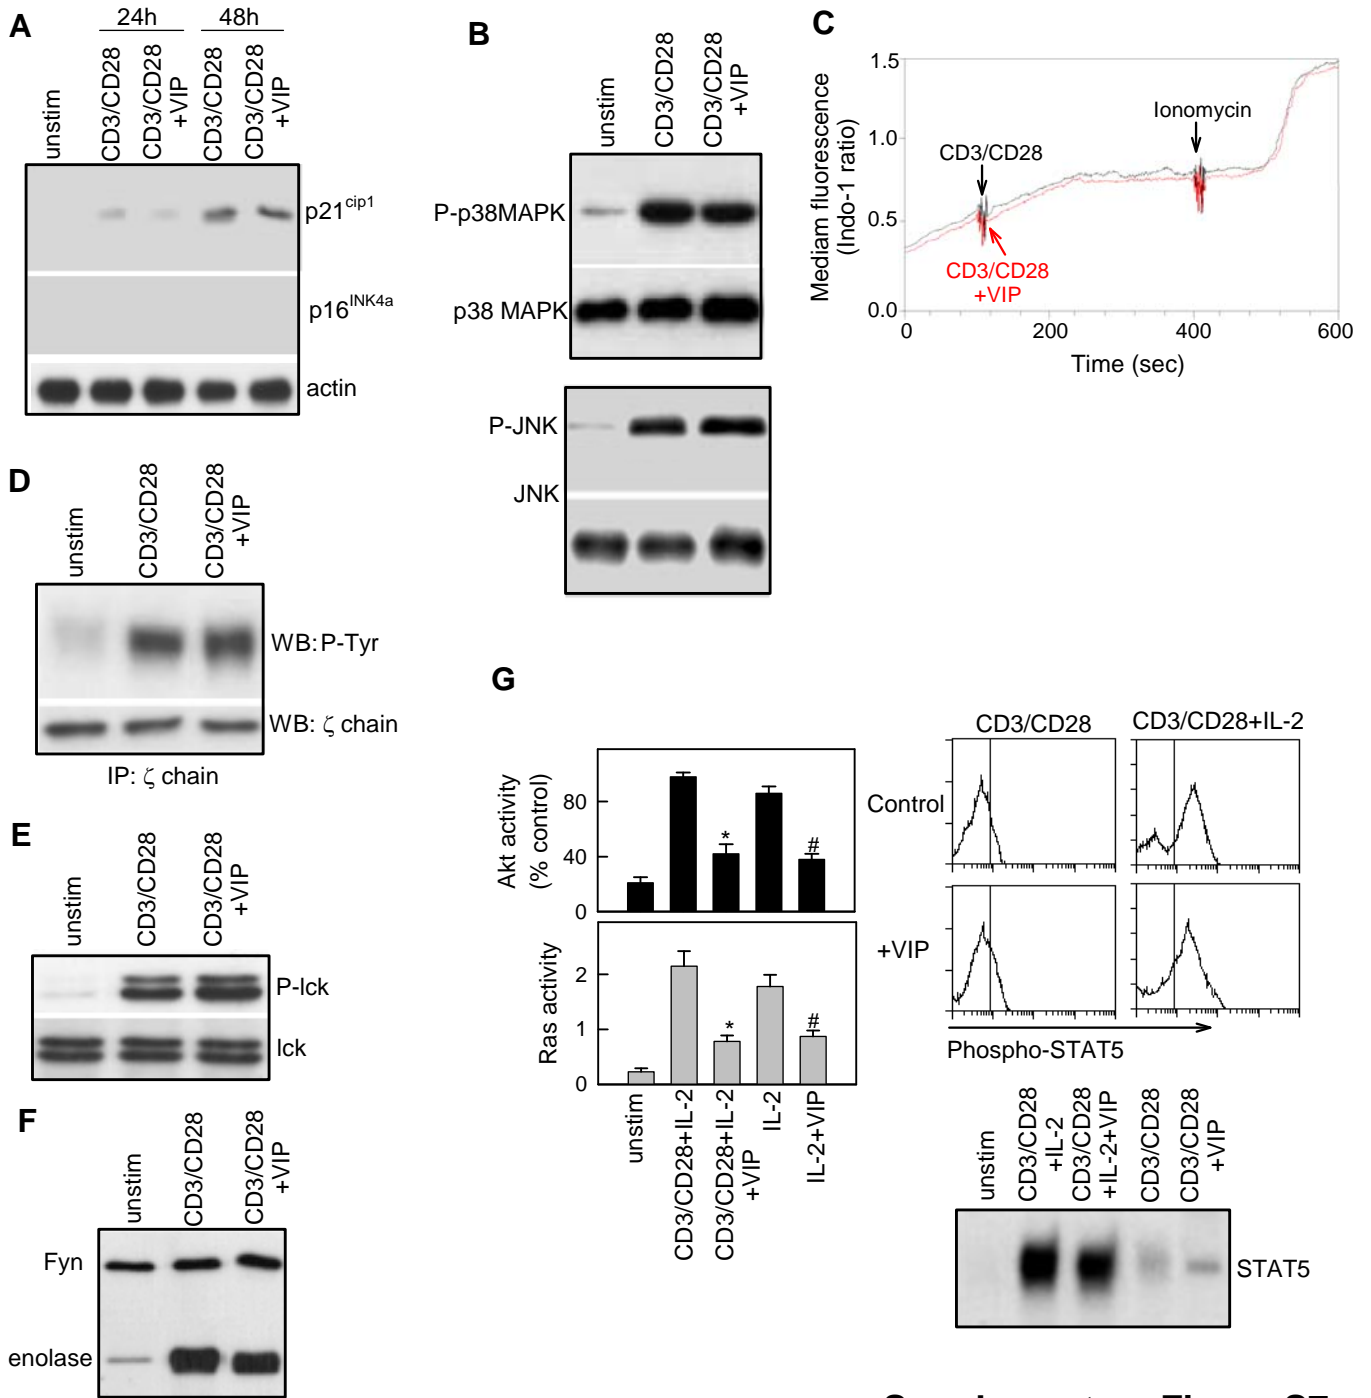 A
24h
48h
unstim
CD3/CD28
CD3/CD28
+VIP
CD3/CD28
CD3/CD28
+VIP
p21cip1
p16INK4a
actin
B
unstim
CD3/CD28
CD3/CD28
+VIP
P-p38MAPK
p38 MAPK
P-JNK
JNK
C
Mediam fluorescence
(Indo-1 ratio)
1.5
1.0
0.5
0.0
CD3/CD28
Ionomycin
CD3/CD28
+VIP
0
200
400
600
Time (sec)
D
unstim
CD3/CD28
CD3/CD28
+VIP
WB:P-Tyr
WB: ζ chain
IP: ζ chain
E
unstim
CD3/CD28
CD3/CD28
+VIP
P-lck
lck
F
unstim
CD3/CD28
CD3/CD28
+VIP
Fyn
enolase
G
Akt activity
(% control)
80
40
0
*
#
Ras activity
2
1
0
*
#
unstim
CD3/CD28+IL-2
CD3/CD28+IL-2
+VIP
IL-2
IL-2+VIP
CD3/CD28
CD3/CD28+IL-2
Control
+VIP
Phospho-STAT5
unstim
CD3/CD28
+IL-2
CD3/CD28
+IL-2+VIP
CD3/CD28
CD3/CD28
+VIP
STAT5